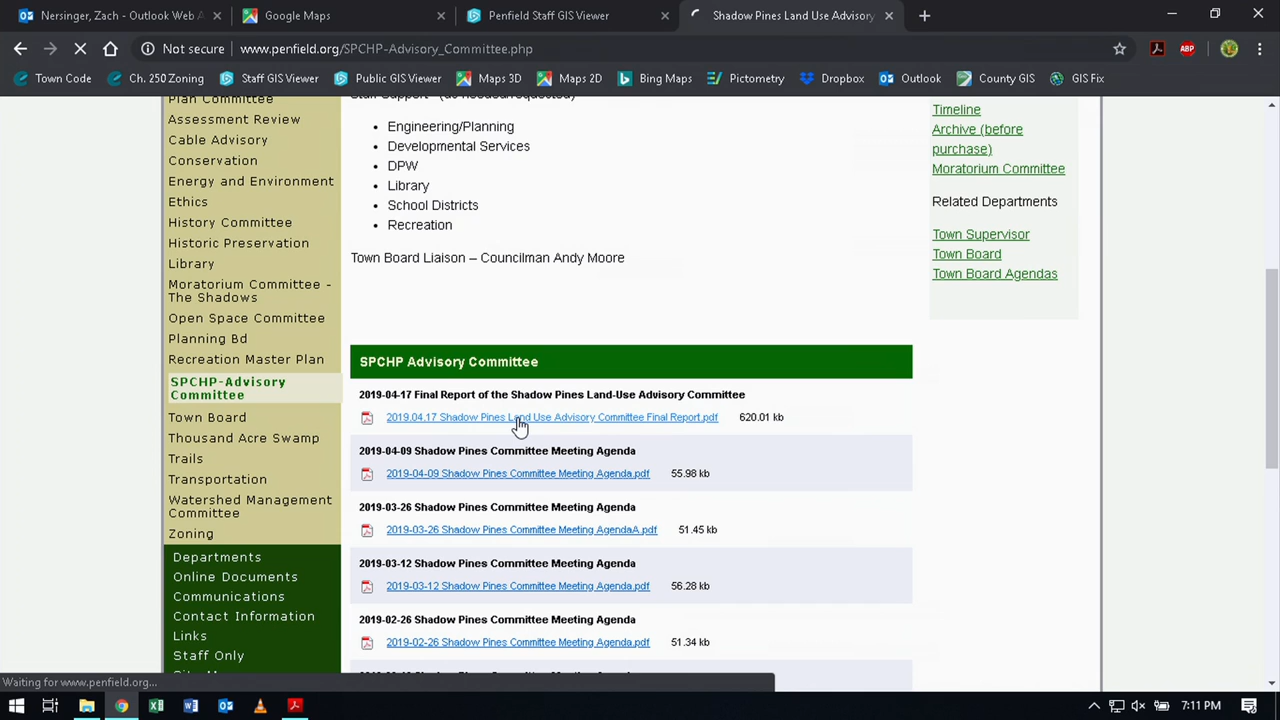 Nersinger, Zach - Outlook Web A
Google Maps
Penfield Staff GIS Viewer
Shadow Pines Land Use Advisory
Not secure
www.penfield.org/SPCHP-Advisory_Committee.php
Town Code
Ch. 250 Zoning
Staff GIS Viewer
Public GIS Viewer
Maps 3D
Maps 2D
Bing Maps
Pictometry
Dropbox
Outlook
County GIS
GIS Fix
Plan Committee
Assessment Review
Cable Advisory
Conservation
Energy and Environment
Ethics
History Committee
Historic Preservation
Library
Moratorium Committee -
The Shadows
Open Space Committee
Planning Bd
Recreation Master Plan
SPCHP-Advisory
Committee
Town Board
Thousand Acre Swamp
Trails
Transportation
Watershed Management
Committee
Zoning
Departments
Online Documents
Communications
Contact Information
Links
Staff Only
Staff Support - (as needed/requested)
• Engineering/Planning
• Developmental Services
• DPW
• Library
• School Districts
• Recreation
Town Board Liaison – Councilman Andy Moore
SPCHP Advisory Committee
2019-04-17 Final Report of the Shadow Pines Land-Use Advisory Committee
2019.04.17 Shadow Pines Land Use Advisory Committee Final Report.pdf 620.01 kb
2019-04-09 Shadow Pines Committee Meeting Agenda
2019-04-09 Shadow Pines Committee Meeting Agenda.pdf 55.98 kb
2019-03-26 Shadow Pines Committee Meeting Agenda
2019-03-26 Shadow Pines Committee Meeting AgendaA.pdf 51.45 kb
2019-03-12 Shadow Pines Committee Meeting Agenda
2019-03-12 Shadow Pines Committee Meeting Agenda.pdf 56.28 kb
2019-02-26 Shadow Pines Committee Meeting Agenda
2019-02-26 Shadow Pines Committee Meeting Agenda.pdf 51.34 kb
Timeline
Archive (before
purchase)
Moratorium Committee
Related Departments
Town Supervisor
Town Board
Town Board Agendas
Waiting for www.penfield.org...
7:11 PM